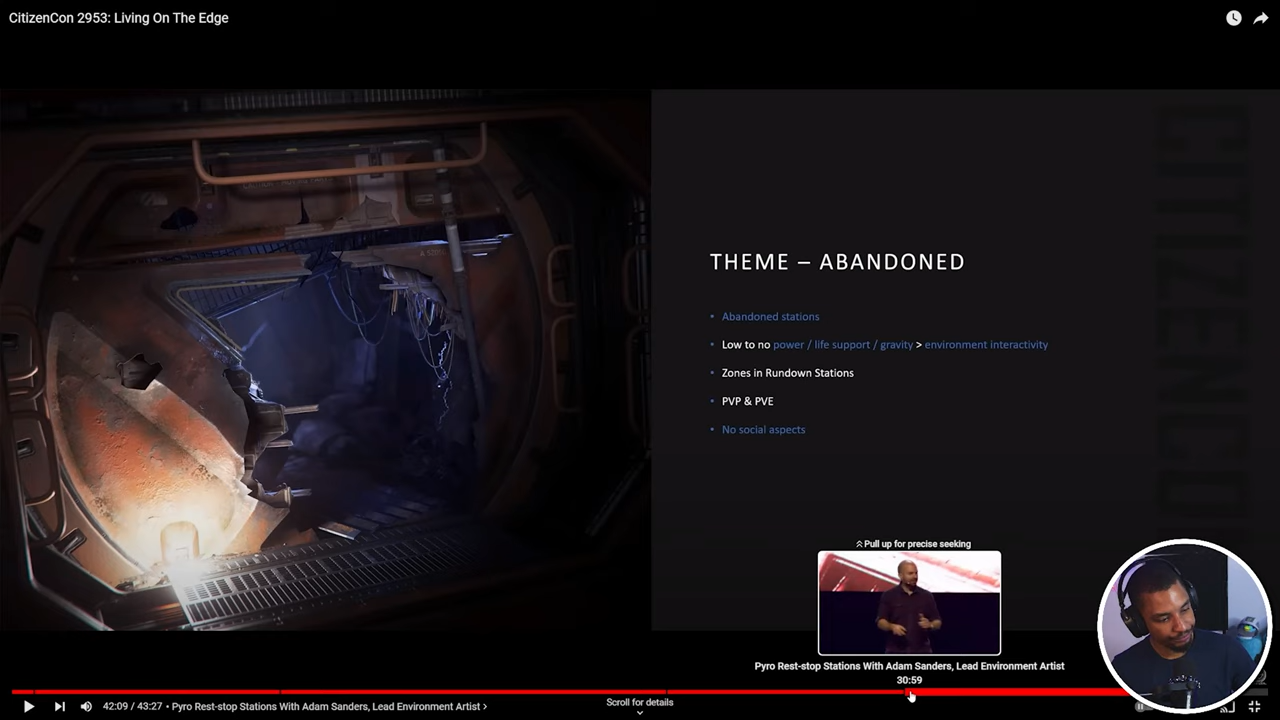 CitizenCon 2953: Living On The Edge
CITIZENCO
THEME – ABANDONED
• Abandoned stations
• Low to no power / life support / gravity > environment interactivity
• Zones in Rundown Stations
• PVP & PVE
• No social aspects
Pull up for precise seeking
Pyro Rest-stop Stations With Adam Sanders, Lead Environment Artist
30:59
42:09 / 43:27 • Pyro Rest-stop Stations With Adam Sanders, Lead Environment Artist >
Scroll for details